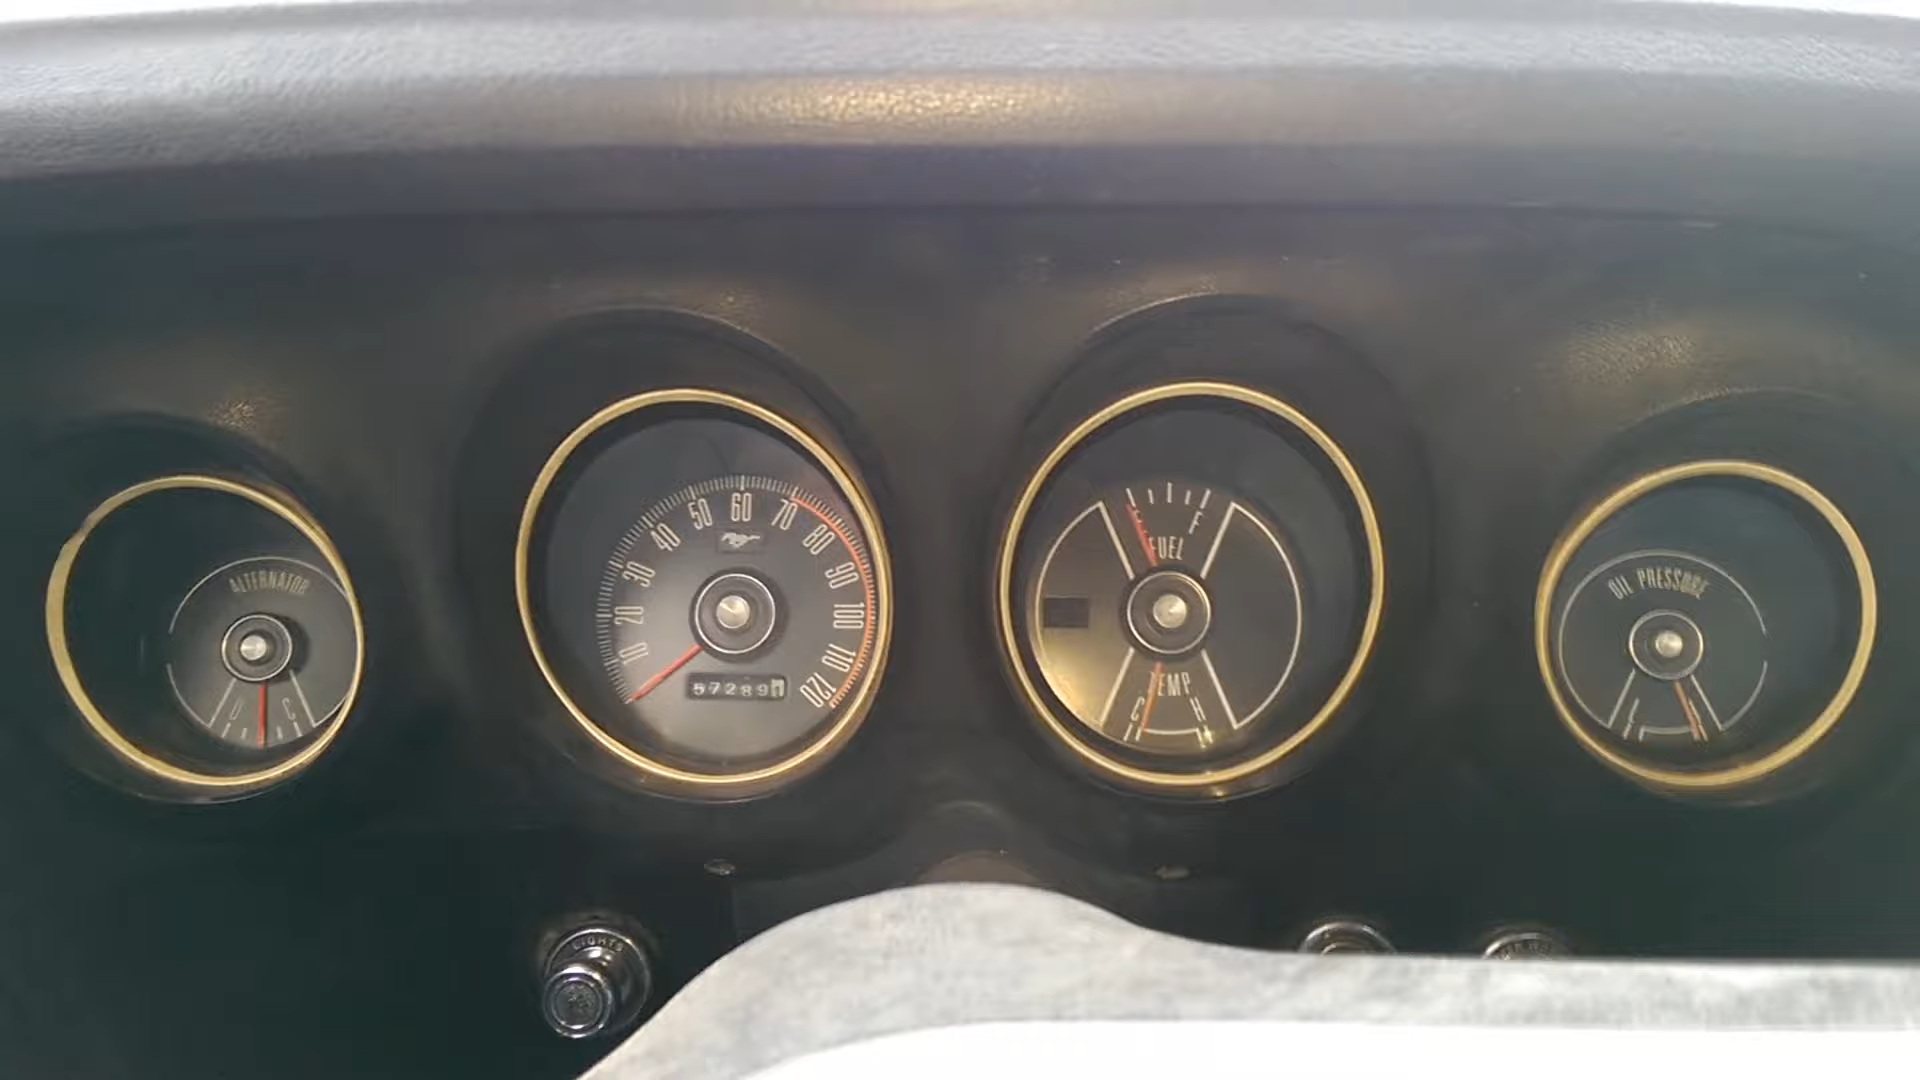 ALTERNATOR
D C
10 20 30 40 50 60 70 80 90 100 110 120
57289
F
FUEL
TEMP
C H
OIL PRESSURE
L
LIGHTS